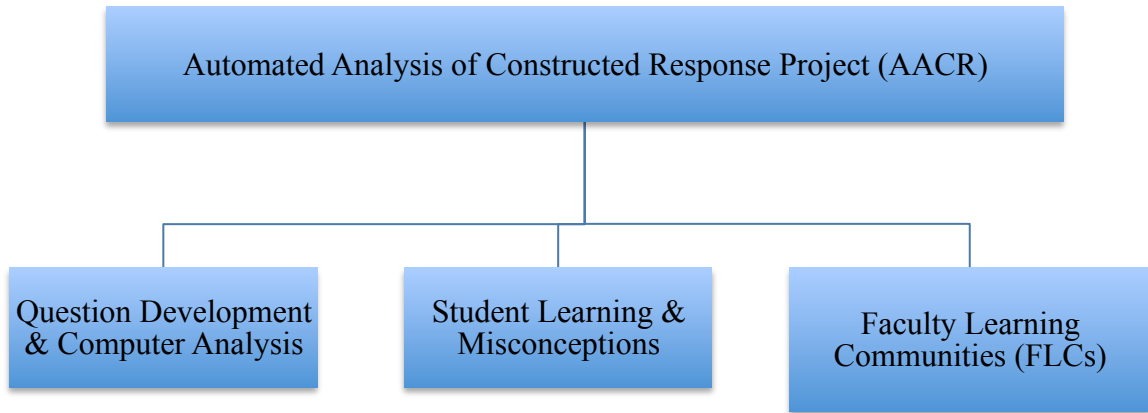 Automated Analysis of Constructed Response Project (AACR)
Question Development
& Computer Analysis
Student Learning &
Misconceptions
Faculty Learning
Communities (FLCs)